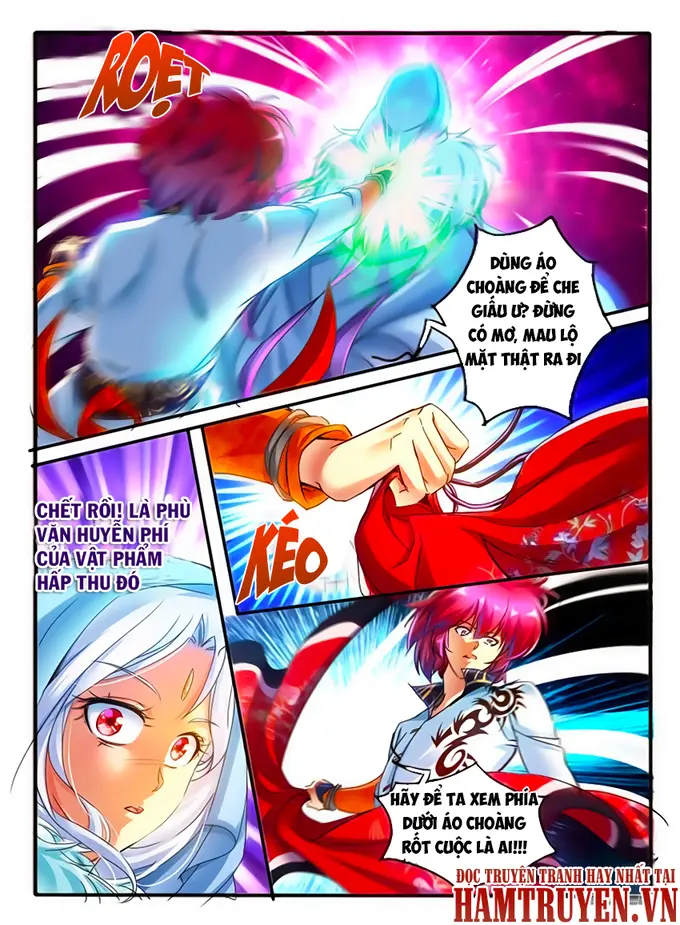 ROẸT
DÙNG ÁO
CHOÀNG ĐỂ CHE
GIẤU Ư? ĐỪNG
CÓ MƠ, MAU LỘ
MẶT THẬT RA ĐI
CHẾT RỒI! LÀ PHÙ
VĂN HUYỄN PHÍ
CỦA VẬT PHẨM
HẤP THU ĐÓ
KÉO
HÃY ĐỂ TA XEM PHÍA
DƯỚI ÁO CHOÀNG
RỐT CUỘC LÀ AI!!!
ĐỌC TRUYỆN TRANH HAY NHẤT TẠI
HAMTRUYEN.VN